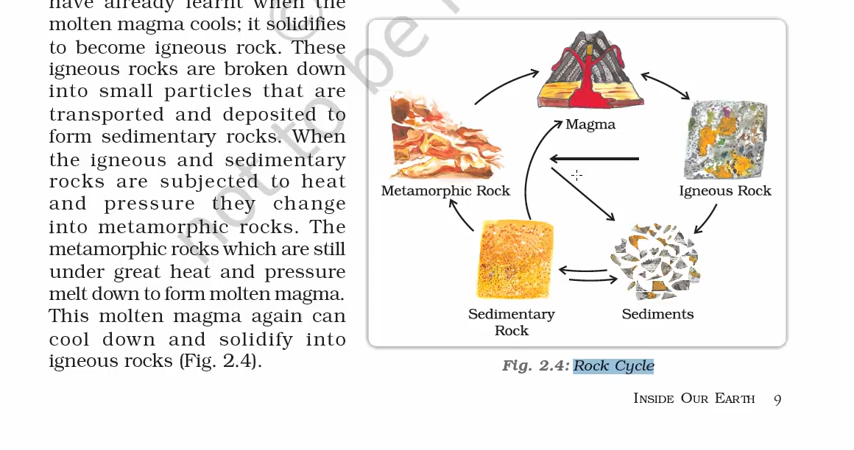 have already learnt when the
molten magma cools; it solidifies
to become igneous rock. These
igneous rocks are broken down
into small particles that are
transported and deposited to
form sedimentary rocks. When
the igneous and sedimentary
rocks are subjected to heat
and pressure they change
into metamorphic rocks. The
metamorphic rocks which are still
under great heat and pressure
melt down to form molten magma.
This molten magma again can
cool down and solidify into
igneous rocks (Fig. 2.4).
Magma
Metamorphic Rock
Igneous Rock
Sedimentary
Rock
Sediments
Fig. 2.4: Rock Cycle
INSIDE OUR EARTH 9
©
not to be